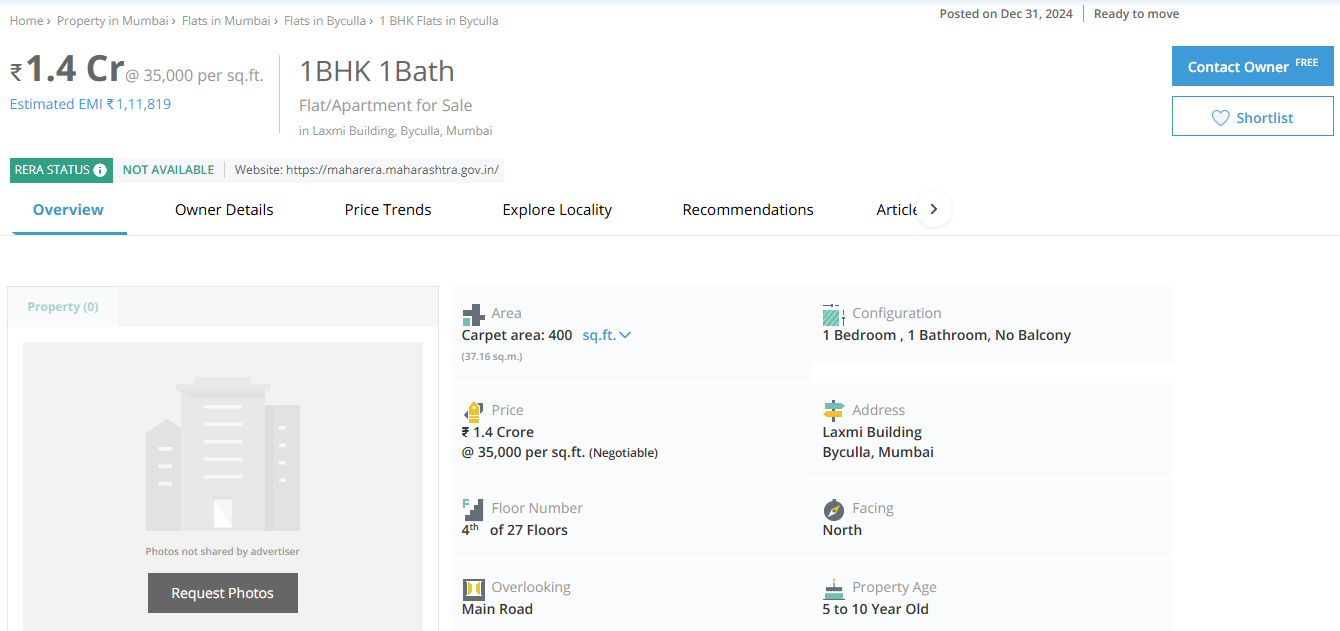 Home › Property in Mumbai › Flats in Mumbai › Flats in Byculla › 1 BHK Flats in Byculla
Posted on Dec 31, 2024 Ready to move
₹ 1.4 Cr @ 35,000 per sq.ft.
Estimated EMI ₹ 1,11,819
1BHK 1Bath
Flat/Apartment for Sale
in Laxmi Building, Byculla, Mumbai
Contact Owner FREE
Shortlist
RERA STATUS i NOT AVAILABLE Website: https://maharera.maharashtra.gov.in/
Overview Owner Details Price Trends Explore Locality Recommendations Article
Property (0)
Photos not shared by advertiser
Request Photos
Area
Carpet area: 400 sq.ft.
(37.16 sq.m.)
Configuration
1 Bedroom , 1 Bathroom, No Balcony
Price
₹ 1.4 Crore
@ 35,000 per sq.ft. (Negotiable)
Address
Laxmi Building
Byculla, Mumbai
F Floor Number
4th of 27 Floors
Facing
North
Overlooking
Main Road
Property Age
5 to 10 Year Old